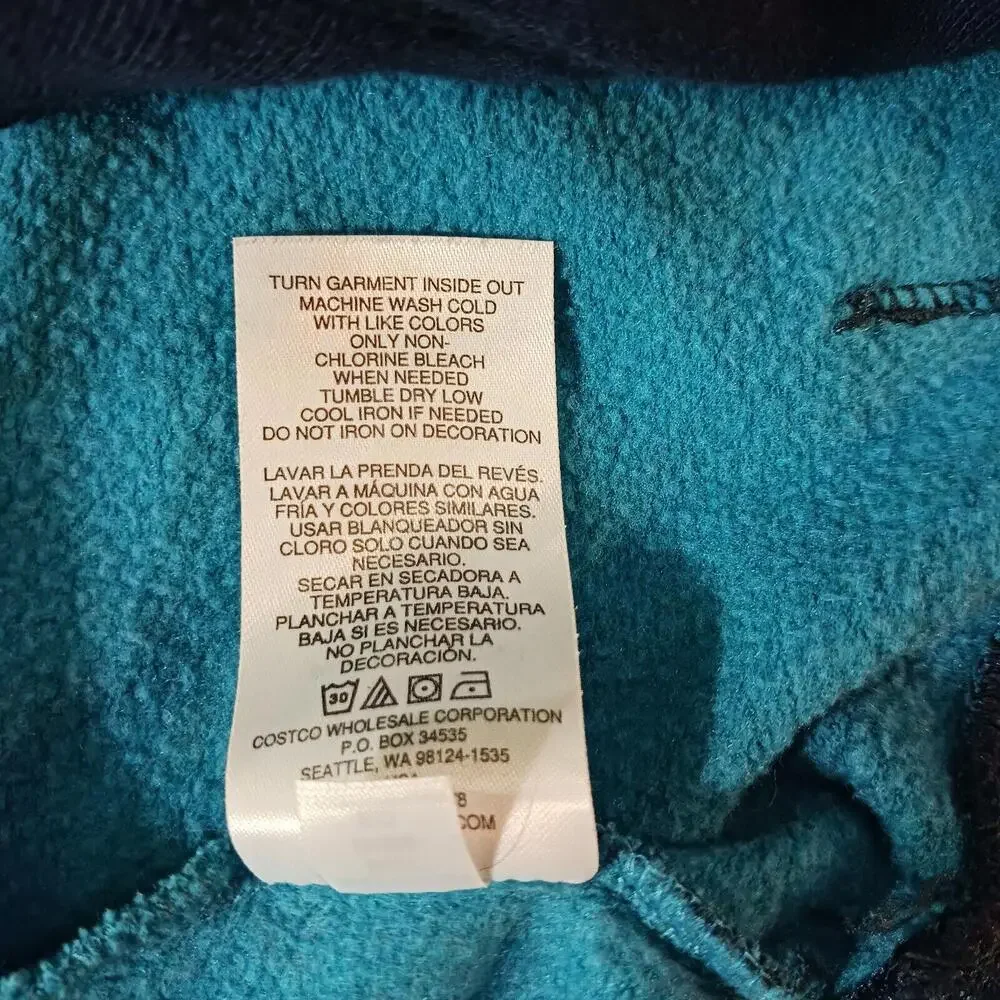 TURN GARMENT INSIDE OUT
MACHINE WASH COLD
WITH LIKE COLORS
ONLY NON-
CHLORINE BLEACH
WHEN NEEDED
TUMBLE DRY LOW
COOL IRON IF NEEDED
DO NOT IRON ON DECORATION
LAVAR LA PRENDA DEL REVÉS.
LAVAR A MÁQUINA CON AGUA
FRÍA Y COLORES SIMILARES.
USAR BLANQUEADOR SIN
CLORO SOLO CUANDO SEA
NECESARIO.
SECAR EN SECADORA A
TEMPERATURA BAJA.
PLANCHAR A TEMPERATURA
BAJA SI ES NECESARIO.
NO PLANCHAR LA
DECORACIÓN.
30
COSTCO WHOLESALE CORPORATION
P.O. BOX 34535
SEATTLE, WA 98124-1535
8
COM